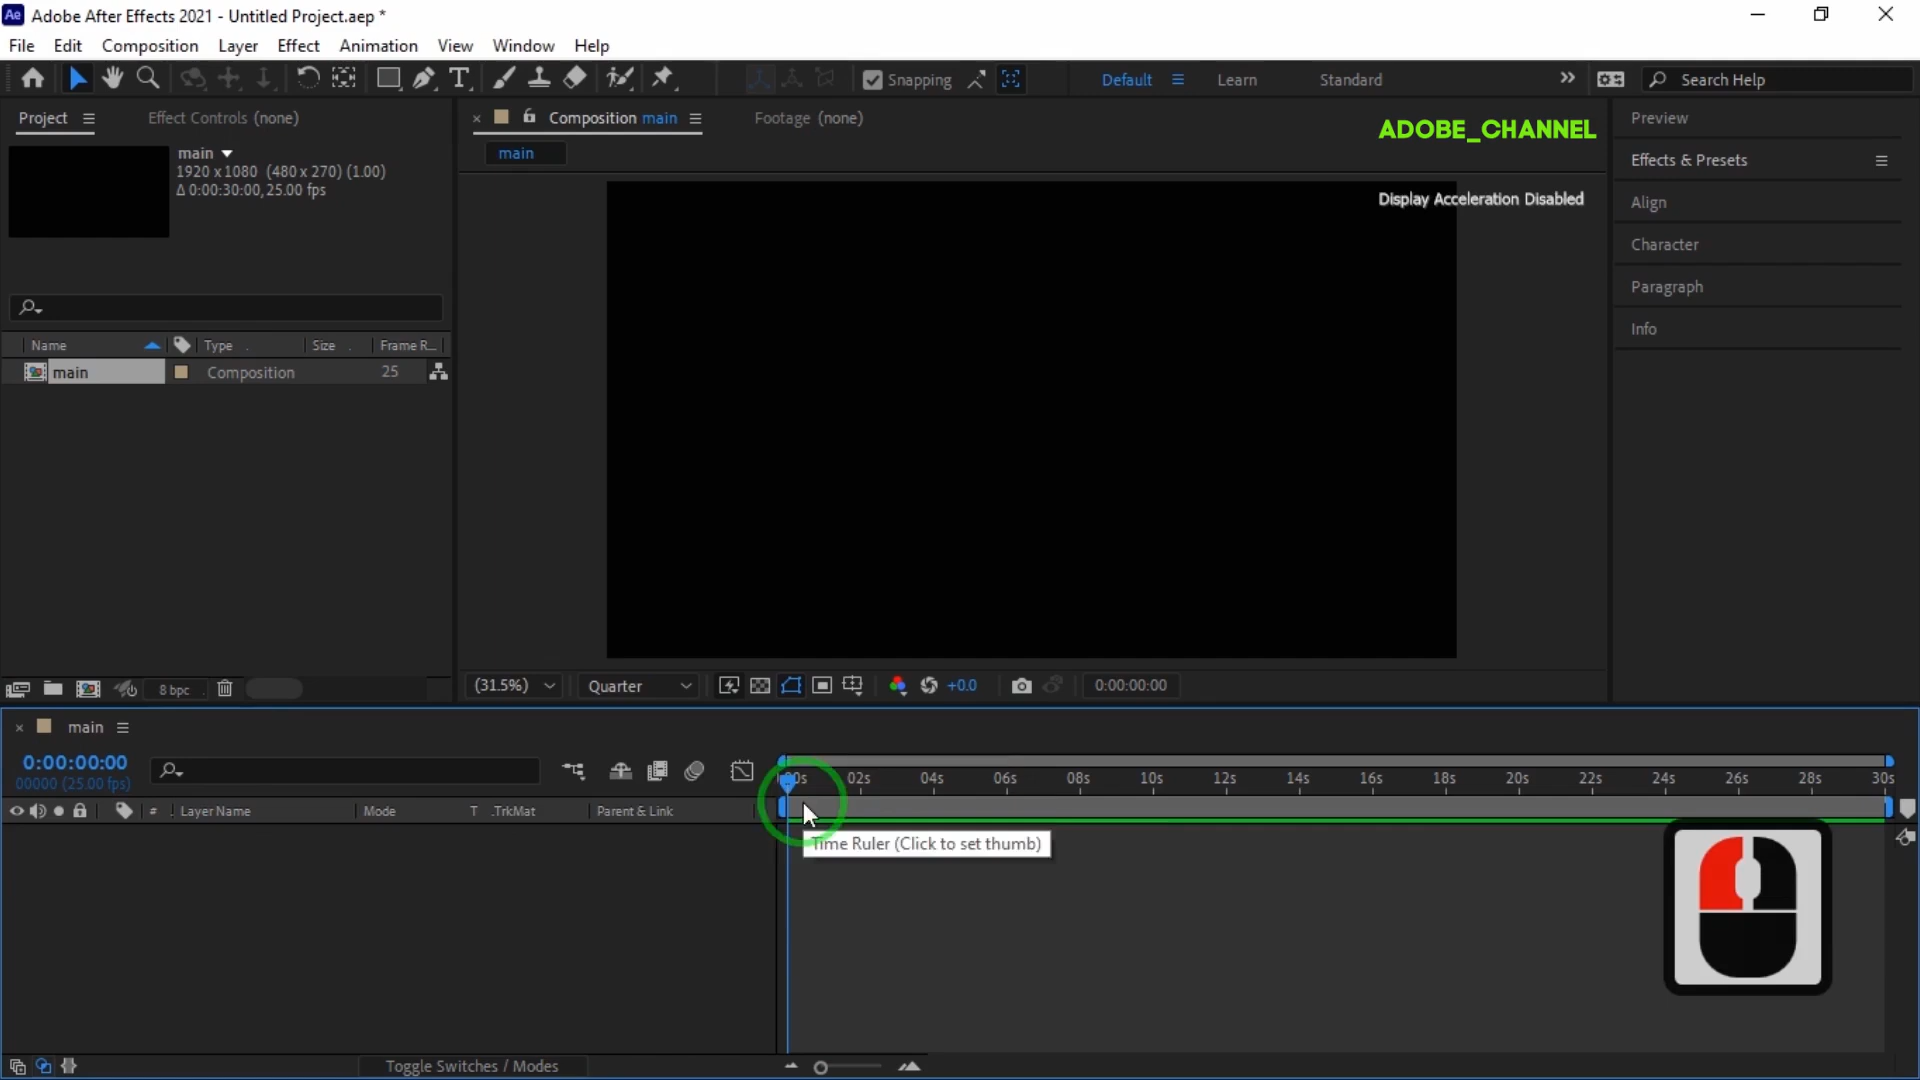 Ae Adobe After Effects 2021 - Untitled Project.aep *
File Edit Composition Layer Effect Animation View Window Help
T Snapping Default Learn Standard Search Help
Project Effect Controls (none) Composition main Footage (none) ADOBE_CHANNEL Preview
main
main
1920 x 1080 (480 x 270) (1.00)
Δ 0:00:30:00, 25.00 fps
Effects & Presets
Display Acceleration Disabled
Align
Character
Paragraph
Info
Name Type Size Frame R...
main Composition 25
8 bpc
(31.5%) Quarter +0.0 0:00:00:00
main
0:00:00:00
00000 (25.00 fps)
00s 02s 04s 06s 08s 10s 12s 14s 16s 18s 20s 22s 24s 26s 28s 30s
# Layer Name Mode T .TrkMat Parent & Link
Time Ruler (Click to set thumb)
Toggle Switches / Modes